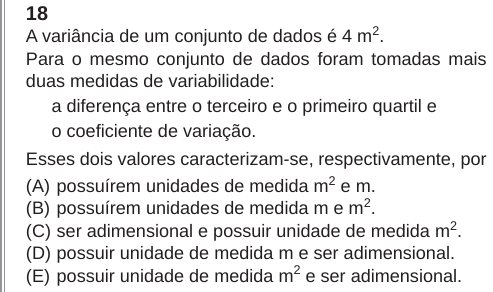 18
A variância de um conjunto de dados é 4 m².
Para o mesmo conjunto de dados foram tomadas mais
duas medidas de variabilidade:
a diferença entre o terceiro e o primeiro quartil e
o coeficiente de variação.
Esses dois valores caracterizam-se, respectivamente, por
(A) possuírem unidades de medida m² e m.
(B) possuírem unidades de medida m e m².
(C) ser adimensional e possuir unidade de medida m².
(D) possuir unidade de medida m e ser adimensional.
(E) possuir unidade de medida m² e ser adimensional.